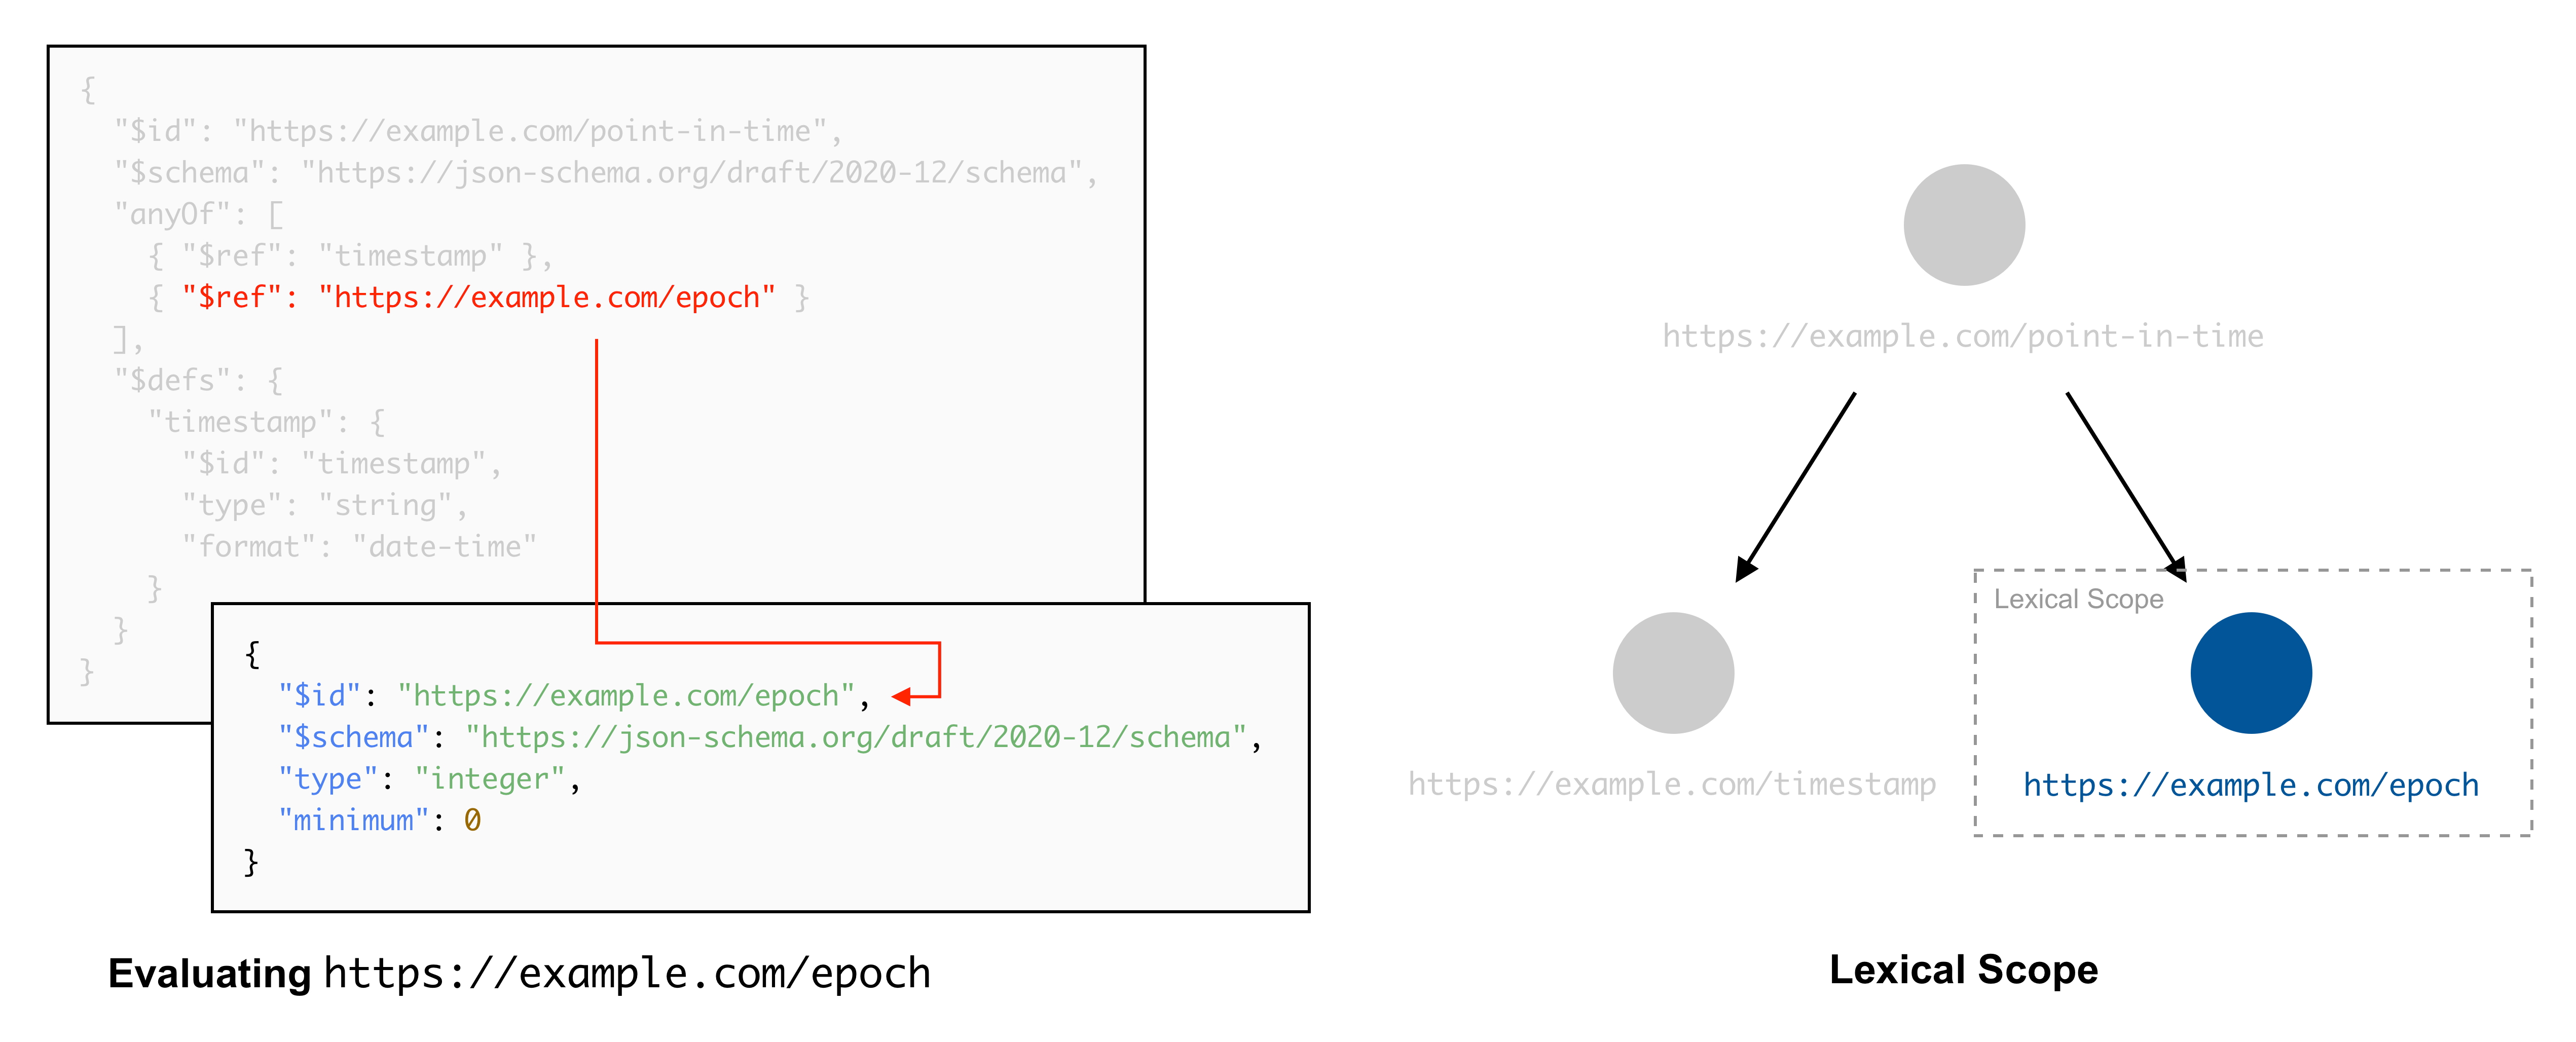 {
  "$id": "https://example.com/point-in-time",
  "$schema": "https://json-schema.org/draft/2020-12/schema",
  "anyOf": [
    { "$ref": "timestamp" },
    { "$ref": "https://example.com/epoch" }
  ],
  "$defs": {
    "timestamp": {
      "$id": "timestamp",
      "type": "string",
      "format": "date-time"
    }
  }
}
{
  "$id": "https://example.com/epoch",
  "$schema": "https://json-schema.org/draft/2020-12/schema",
  "type": "integer",
  "minimum": 0
}
Evaluating https://example.com/epoch
https://example.com/point-in-time
https://example.com/timestamp
Lexical Scope
https://example.com/epoch
Lexical Scope